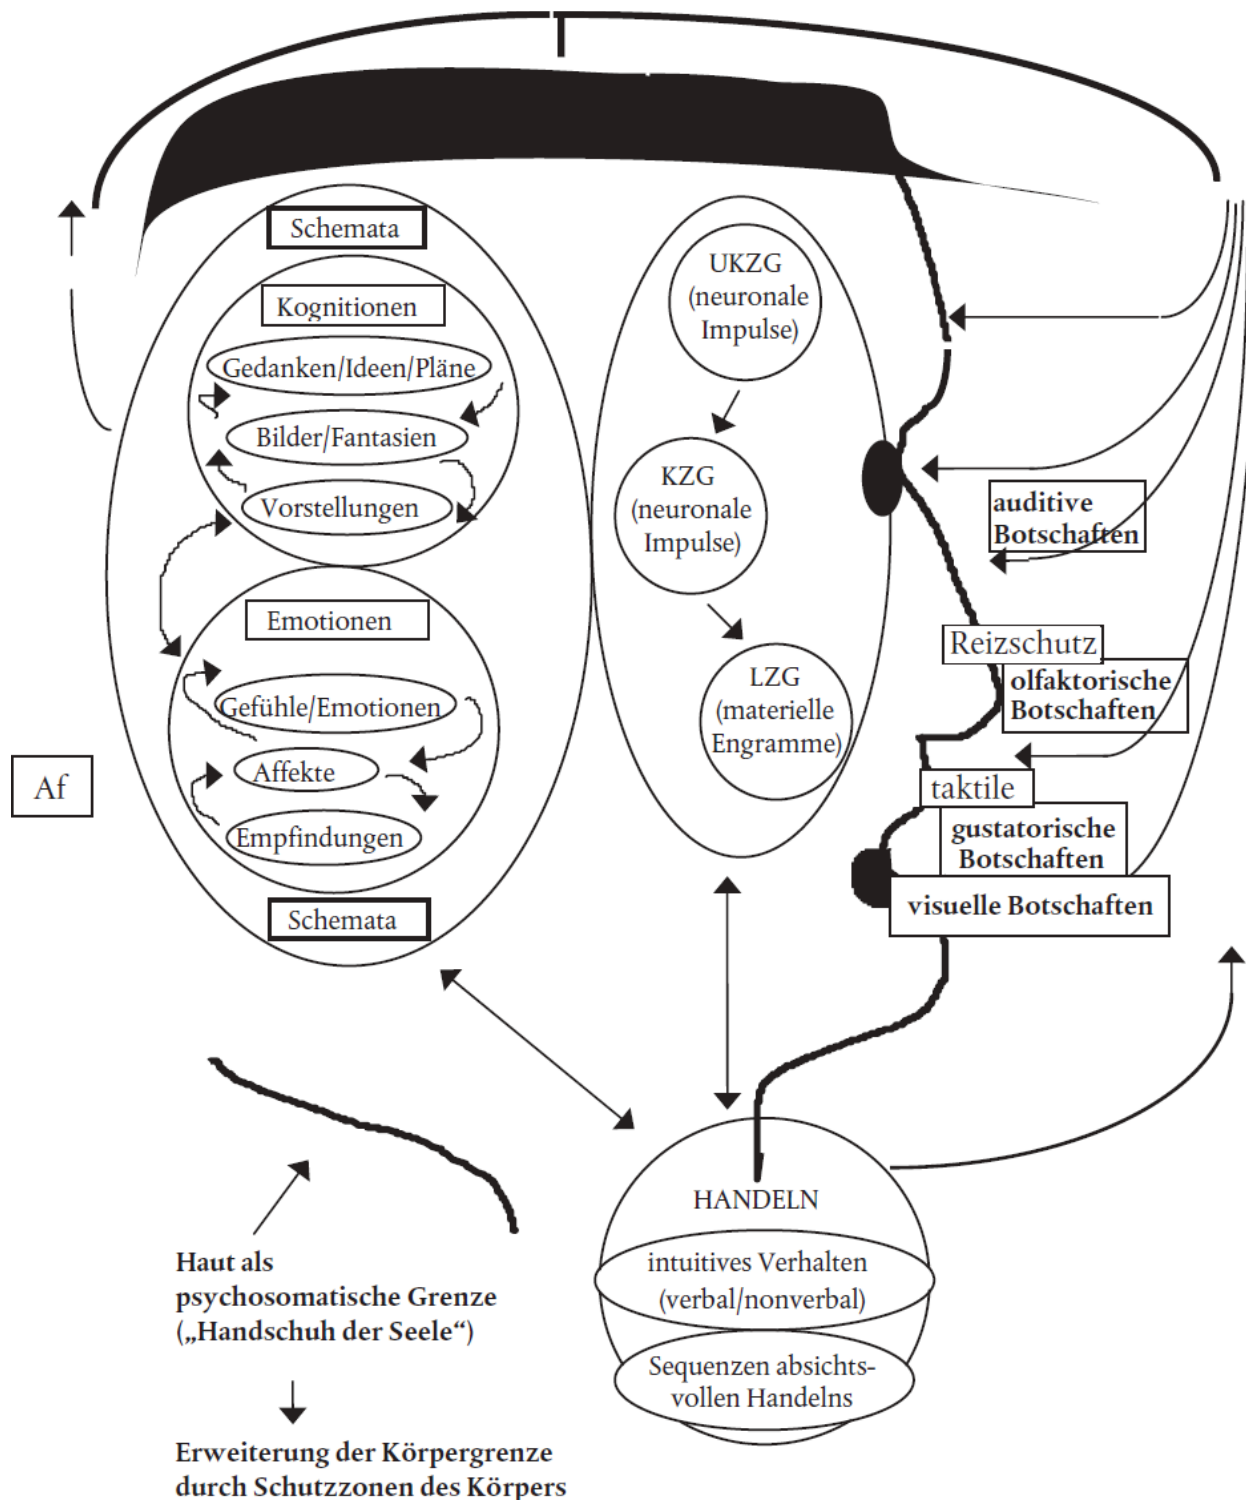 Schemata
Kognitionen
Gedanken/Ideen/Pläne
Bilder/Fantasien
Vorstellungen
Emotionen
Gefühle/Emotionen
Affekte
Empfindungen
Schemata
Af
UKZG
(neuronale
Impulse)
KZG
(neuronale
Impulse)
LZG
(materielle
Engramme)
auditive
Botschaften
Reizschutz
olfaktorische
Botschaften
taktile
gustatorische
Botschaften
visuelle Botschaften
HANDELN
intuitives Verhalten
(verbal/nonverbal)
Sequenzen absichts-
vollen Handelns
Haut als
psychosomatische Grenze
(„Handschuh der Seele“)
Erweiterung der Körpergrenze
durch Schutzzonen des Körpers